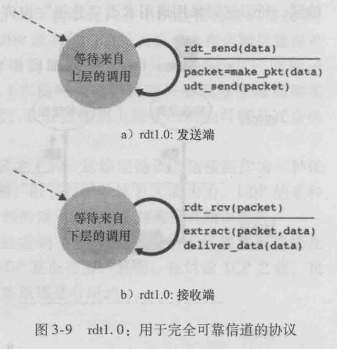 等待来自
上层的调用
rdt_send(data)
packet=make_pkt(data)
udt_send(packet)
a）rdt1.0: 发送端
等待来自
下层的调用
rdt_rcv(packet)
extract(packet,data)
deliver_data(data)
b）rdt1.0: 接收端
图 3-9 rdt1.0: 用于完全可靠信道的协议